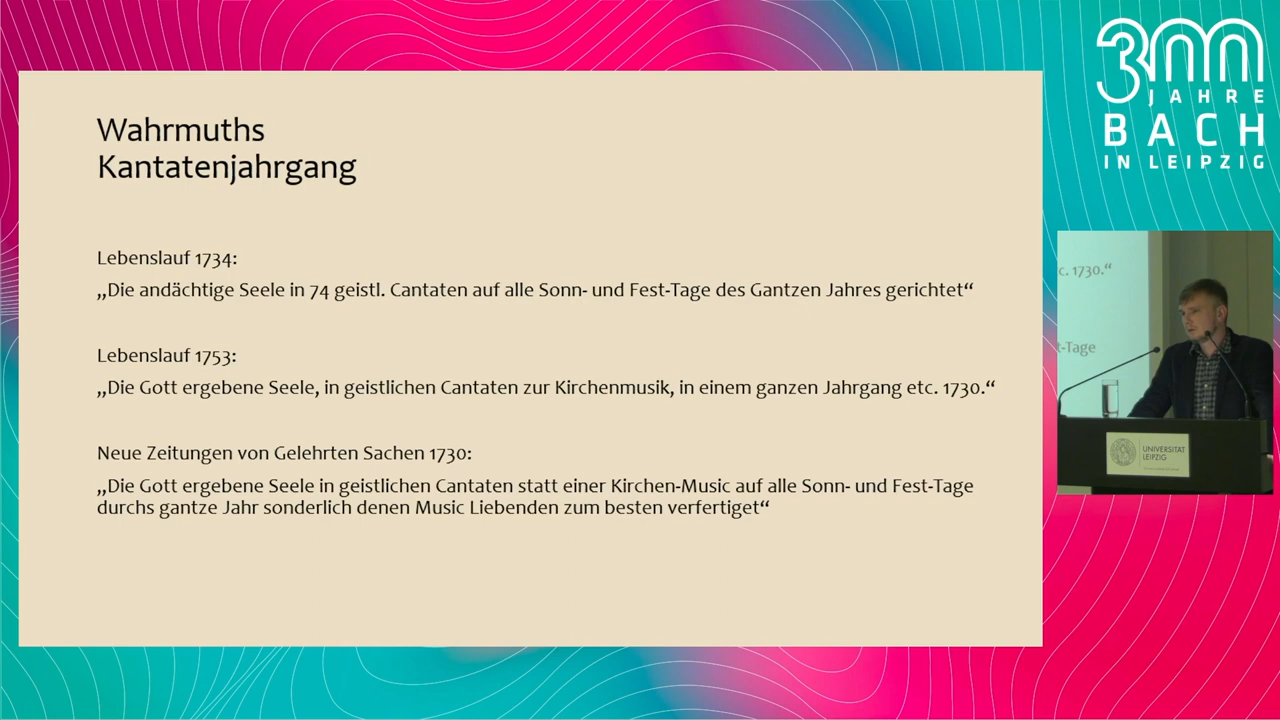 Wahrmuths
Kantatenjahrgang
Lebenslauf 1734:
„Die andächtige Seele in 74 geistl. Cantaten auf alle Sonn- und Fest-Tage des Gantzen Jahres gerichtet“
Lebenslauf 1753:
„Die Gott ergebene Seele, in geistlichen Cantaten zur Kirchenmusik, in einem ganzen Jahrgang etc. 1730.“
Neue Zeitungen von Gelehrten Sachen 1730:
„Die Gott ergebene Seele in geistlichen Cantaten statt einer Kirchen-Music auf alle Sonn- und Fest-Tage
durchs gantze Jahr sonderlich denen Music Liebenden zum besten verfertiget“
300
JAHRE
BACH
IN LEIPZIG
c. 1730.“
t-Tage
UNIVERSITÄT
LEIPZIG